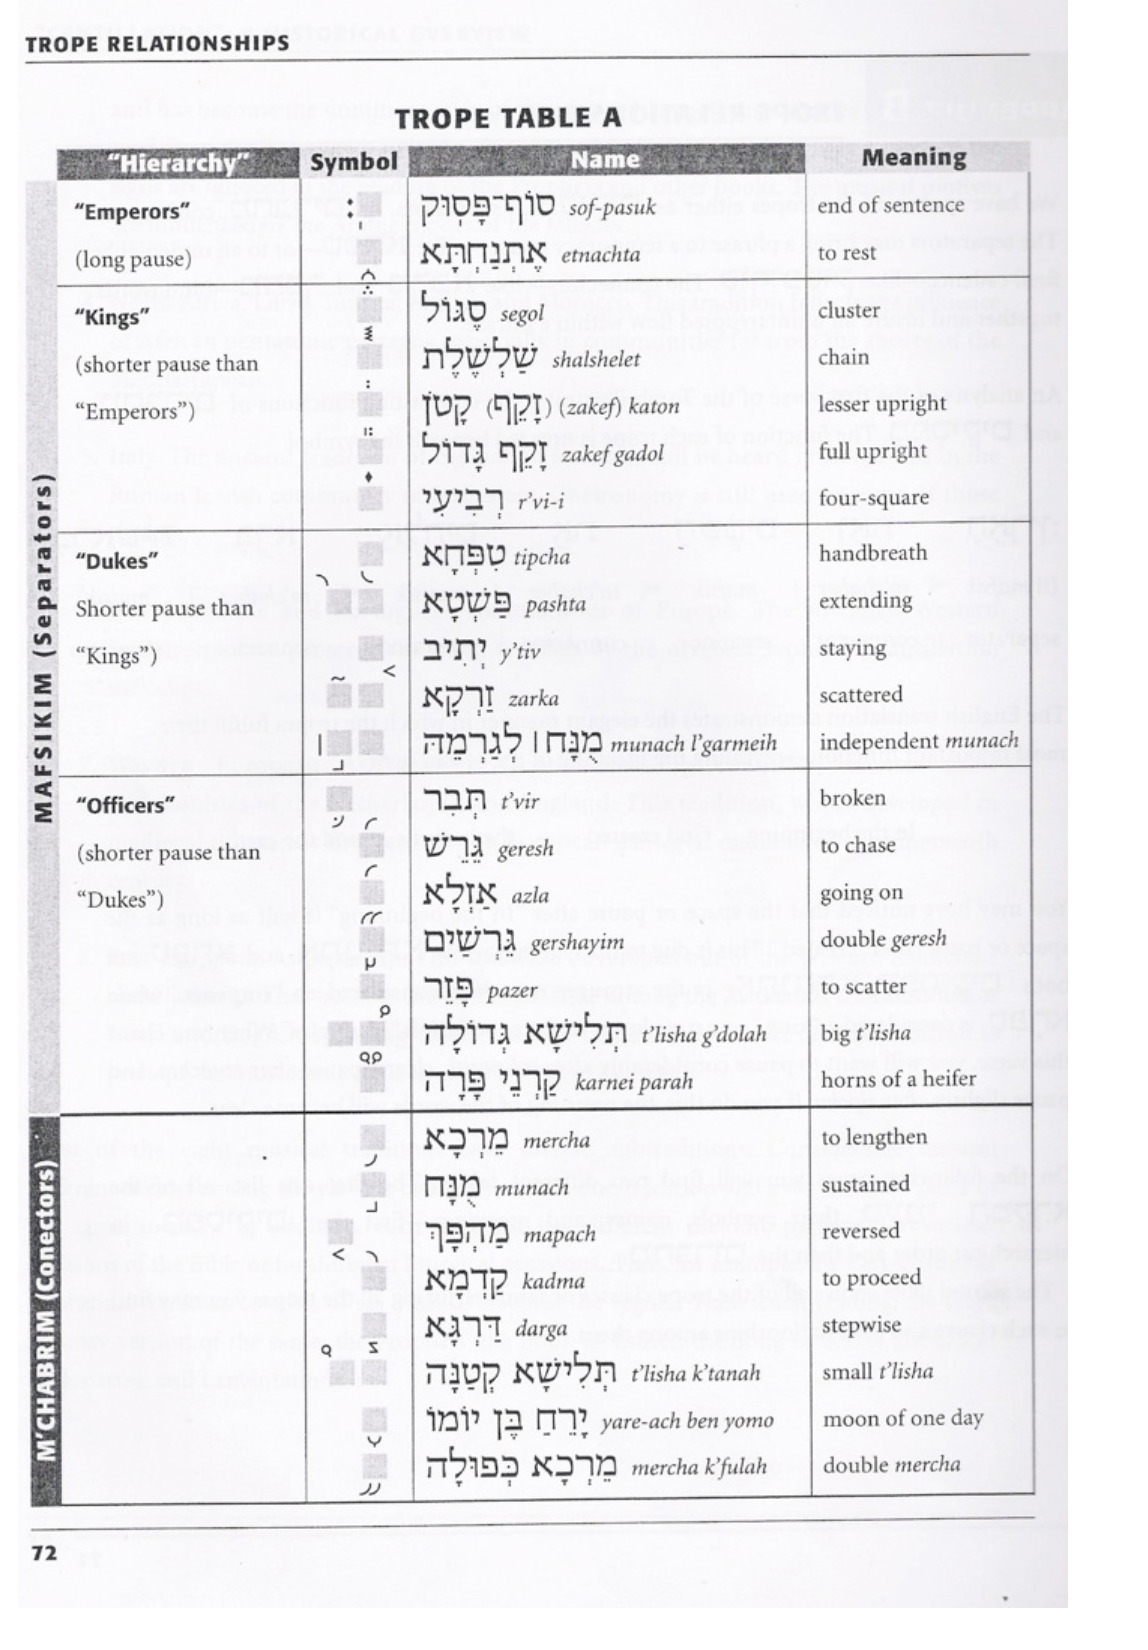 TROPE RELATIONSHIPS
TROPE TABLE A
"Hierarchy" Symbol Name Meaning
MAFSIKIM (Separators)
"Emperors" סוֹף־פָּסוּק sof-pasuk end of sentence
(long pause) אֶתְנַחְתָּא etnachta to rest
"Kings" סֶגּוֹל segol cluster
(shorter pause than שַׁלְשֶׁלֶת shalshelet chain
"Emperors") (זָקֵף) קָטֹן (zakef) katon lesser upright
זָקֵף גָּדוֹל zakef gadol full upright
רְבִיעִי r'vi-i four-square
"Dukes" טִפְּחָא tipcha handbreath
Shorter pause than פַּשְׁטָא pashta extending
"Kings") יְתִיב y'tiv staying
זַרְקָא zarka scattered
מֻנַּח ׀ לְגַרְמֵהּ munach l'garmeih independent munach
"Officers" תְּבִר t'vir broken
(shorter pause than גֵּרֵשׁ geresh to chase
"Dukes") אַזְלָא azla going on
גֵּרְשַׁיִם gershayim double geresh
פָּזֵר pazer to scatter
תְּלִישָׁא גְדוֹלָה t'lisha g'dolah big t'lisha
קַרְנֵי פָרָה karnei parah horns of a heifer
M'CHABRIM (Conectors)
מֵרְכָא mercha to lengthen
מֻנַּח munach sustained
מַהְפַּךְ mapach reversed
קַדְמָא kadma to proceed
דַּרְגָּא darga stepwise
תְּלִישָׁא קְטַנָּה t'lisha k'tanah small t'lisha
יָרֵחַ בֶּן יוֹמוֹ yare-ach ben yomo moon of one day
מֵרְכָא כְּפוּלָה mercha k'fulah double mercha
72